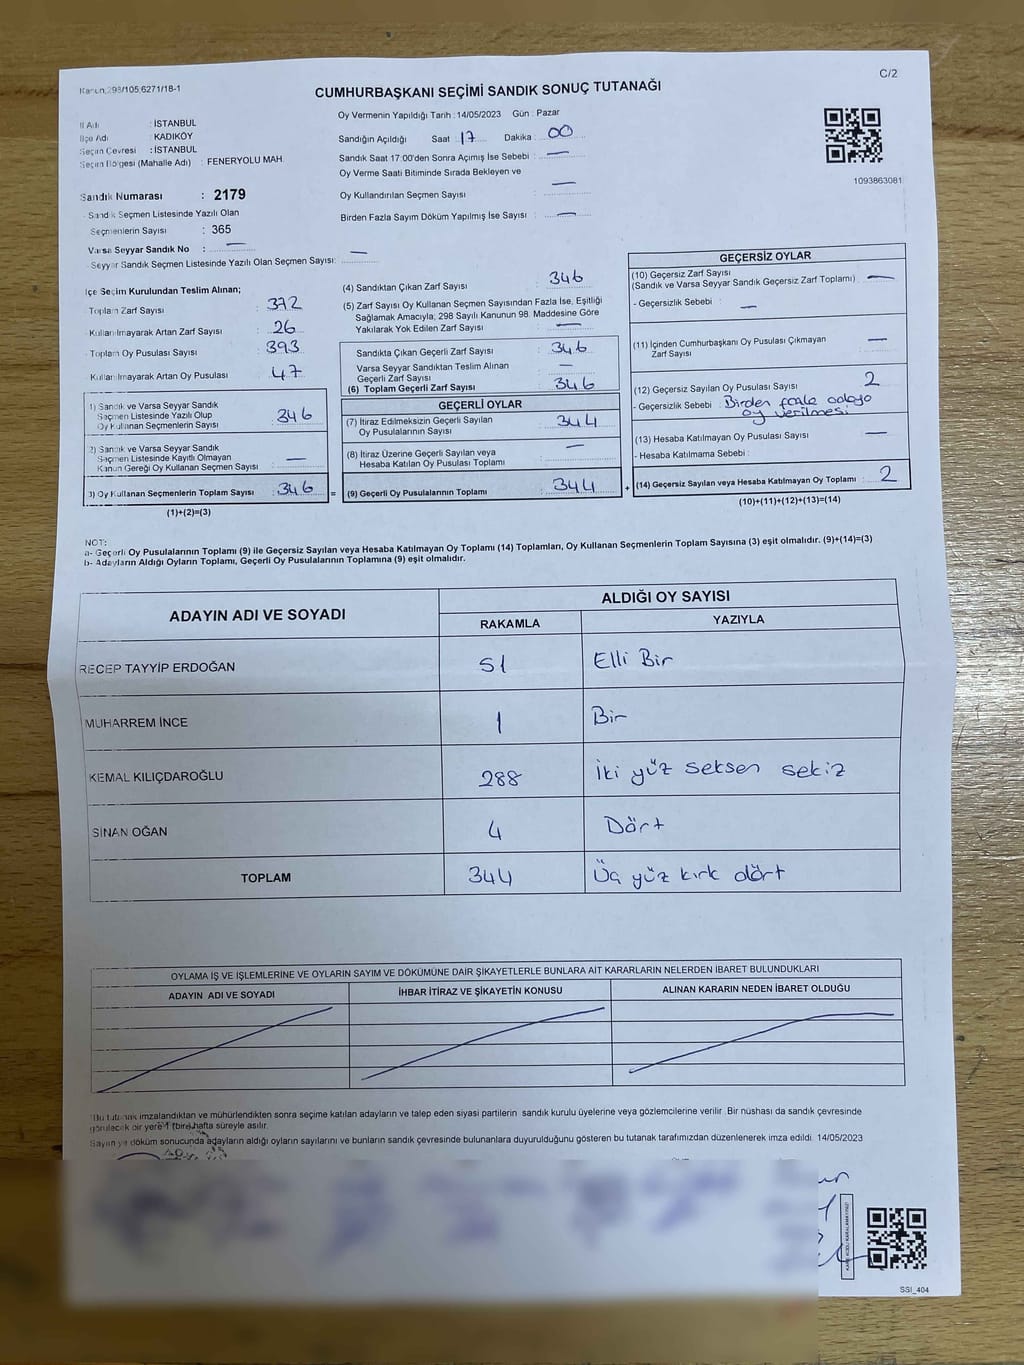 Kanun, 298/105, 6271/18-1
C/2
CUMHURBAŞKANI SEÇİMİ SANDIK SONUÇ TUTANAĞI
İl Adı : İSTANBUL
İlçe Adı : KADIKÖY
Seçim Çevresi : İSTANBUL
Seçim Bölgesi (Mahalle Adı) : FENERYOLU MAH.
Sandık Numarası : 2179
Sandık Seçmen Listesinde Yazılı Olan
Seçmenlerin Sayısı : 365
Varsa Seyyar Sandık No : —
Seyyar Sandık Seçmen Listesinde Yazılı Olan Seçmen Sayısı: —
Oy Vermenin Yapıldığı Tarih : 14/05/2023 Gün : Pazar
Sandığın Açıldığı Saat : 17 Dakika : 00
Sandık Saat 17:00'den Sonra Açımış İse Sebebi : —
Oy Verme Saati Bitiminde Sırada Bekleyen ve
Oy Kullandırılan Seçmen Sayısı : —
Birden Fazla Sayım Döküm Yapılmış İse Sayısı : —
1093863081
İlçe Seçim Kurulundan Teslim Alınan;
Toplam Zarf Sayısı : 372
Kullanılmayarak Artan Zarf Sayısı : 26
Toplam Oy Pusulası Sayısı : 393
Kullanılmayarak Artan Oy Pusulası : 47
1) Sandık ve Varsa Seyyar Sandık
Seçmen Listesinde Yazılı Olup
Oy Kullanan Seçmenlerin Sayısı : 346
2) Sandık ve Varsa Seyyar Sandık
Seçmen Listesinde Kayıtlı Olmayan
Kanun Gereği Oy Kullanan Seçmen Sayısı : —
3) Oy Kullanan Seçmenlerin Toplam Sayısı : 346 =
(1)+(2)=(3)
(4) Sandıktan Çıkan Zarf Sayısı : 346
(5) Zarf Sayısı Oy Kullanan Seçmen Sayısından Fazla İse, Eşitliği
Sağlamak Amacıyla; 298 Sayılı Kanunun 98. Maddesine Göre
Yakılarak Yok Edilen Zarf Sayısı : —
Sandıkta Çıkan Geçerli Zarf Sayısı : 346
Varsa Seyyar Sandıktan Teslim Alınan
Geçerli Zarf Sayısı : —
(6) Toplam Geçerli Zarf Sayısı : 346
GEÇERLİ OYLAR
(7) İtiraz Edilmeksizin Geçerli Sayılan
Oy Pusulalarının Sayısı : 344
(8) İtiraz Üzerine Geçerli Sayılan veya
Hesaba Katılan Oy Pusulası Toplamı : —
(9) Geçerli Oy Pusulalarının Toplamı : 344 +
GEÇERSİZ OYLAR
(10) Geçersiz Zarf Sayısı
(Sandık ve Varsa Seyyar Sandık Geçersiz Zarf Toplamı) : —
- Geçersizlik Sebebi : —
(11) İçinden Cumhurbaşkanı Oy Pusulası Çıkmayan
Zarf Sayısı : —
(12) Geçersiz Sayılan Oy Pusulası Sayısı : 2
- Geçersizlik Sebebi : Birden fazla adaya
oy verilmesi
(13) Hesaba Katılmayan Oy Pusulası Sayısı : —
- Hesaba Katılmama Sebebi :
(14) Geçersiz Sayılan veya Hesaba Katılmayan Oy Toplamı : 2
(10)+(11)+(12)+(13)=(14)
NOT:
a- Geçerli Oy Pusulalarının Toplamı (9) ile Geçersiz Sayılan veya Hesaba Katılmayan Oy Toplamı (14) Toplamları, Oy Kullanan Seçmenlerin Toplam Sayısına (3) eşit olmalıdır. (9)+(14)=(3)
b- Adayların Aldığı Oyların Toplamı, Geçerli Oy Pusulalarının Toplamına (9) eşit olmalıdır.
ADAYIN ADI VE SOYADI ALDIĞI OY SAYISI
RAKAMLA YAZIYLA
RECEP TAYYİP ERDOĞAN 51 Elli Bir
MUHARREM İNCE 1 Bir
KEMAL KILIÇDAROĞLU 288 İki yüz seksen sekiz
SİNAN OĞAN 4 Dört
TOPLAM 344 Üç yüz kırk dört
OYLAMA İŞ VE İŞLEMLERİNE VE OYLARIN SAYIM VE DÖKÜMÜNE DAİR ŞİKAYETLERLE BUNLARA AİT KARARLARIN NELERDEN İBARET BULUNDUKLARI
ADAYIN ADI VE SOYADI İHBAR İTİRAZ VE ŞİKAYETİN KONUSU ALINAN KARARIN NEDEN İBARET OLDUĞU
Bu tutanak imzalandıktan ve mühürlendikten sonra seçime katılan adayların ve talep eden siyasi partilerin sandık kurulu üyelerine veya gözlemcilerine verilir. Bir nüshası da sandık çevresinde
görülecek bir yere 1 (bir) hafta süreyle asılır.
Sayım ve döküm sonucunda adayların aldığı oyların sayılarını ve bunların sandık çevresinde bulunanlara duyurulduğunu gösteren bu tutanak tarafımızdan düzenlenerek imza edildi. 14/05/2023
KARE KODU KARALAMAYINIZ!
SSI_404